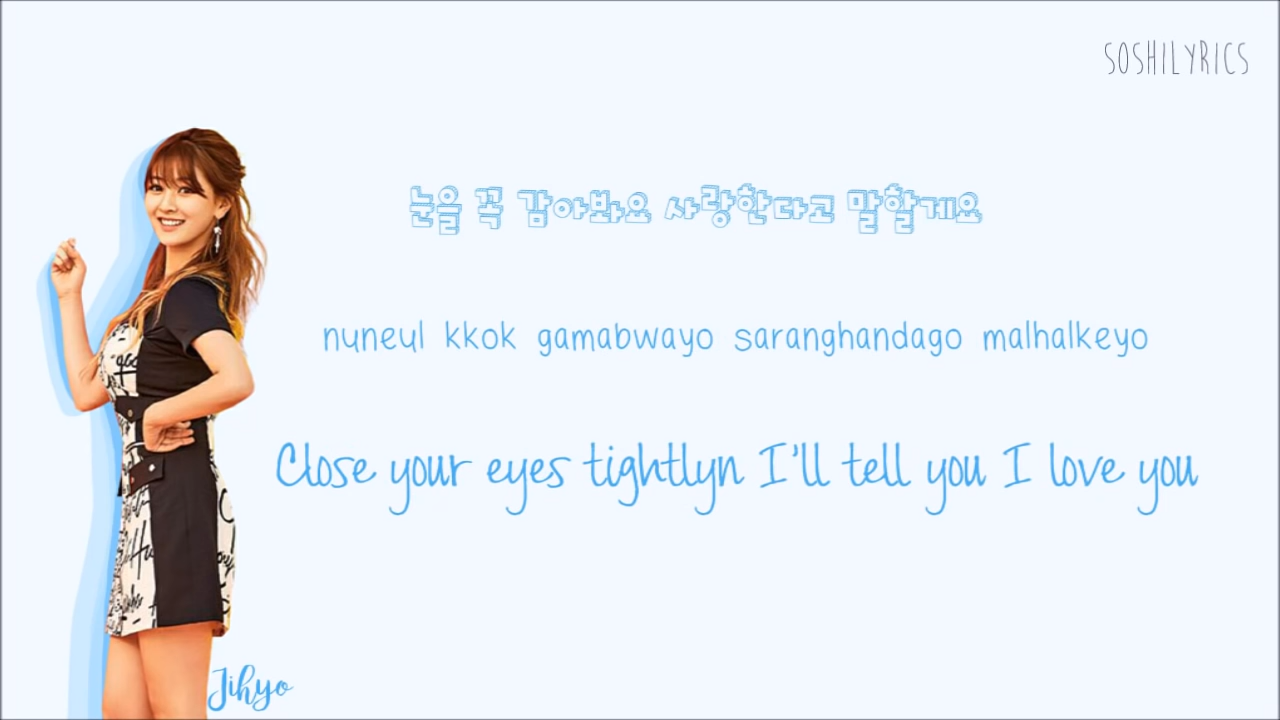 SOSHILYRICS
눈을 꼭 감아봐요 사랑한다고 말할게요
nuneul kkok gamabwayo saranghandago malhalkeyo
Close your eyes tightlyn I'll tell you I love you
Jihyo